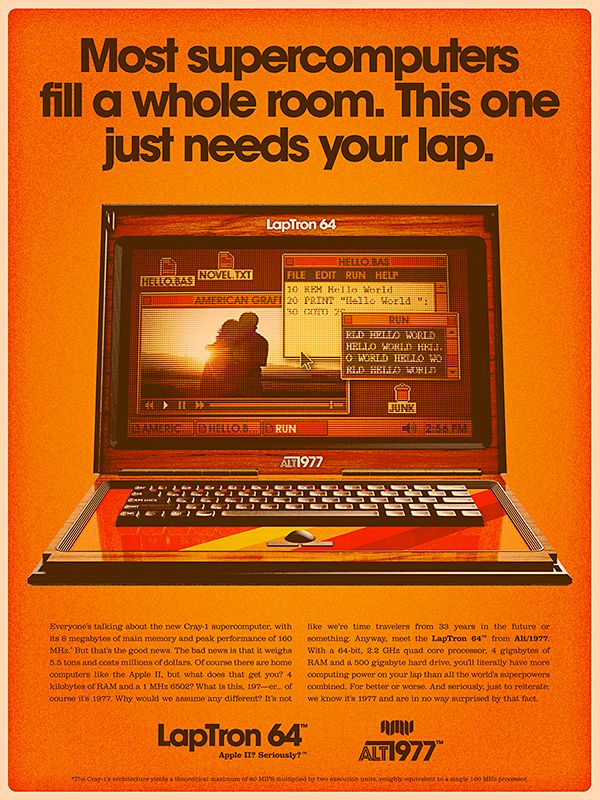 Most supercomputers
fill a whole room. This one
just needs your lap.
LapTron 64
HELLO.BAS
NOVEL.TXT
HELLO.BAS
FILE EDIT RUN HELP
10 REM Hello World
20 PRINT "Hello World ":
30 GOTO 2
AMERICAN GRAF
RUN
RLD HELLO WORLD
HELLO WORLD HELL
O WORLD HELLO WO
RLD HELLO WORLD
JUNK
AMERIC... HELLO.B... RUN 2:56 PM
ALT1977
CAPS LOCK
Everyone's talking about the new Cray-1 supercomputer, with
its 8 megabytes of main memory and peak performance of 160
MHz.* But that's the good news. The bad news is that it weighs
5.5 tons and costs millions of dollars. Of course there are home
computers like the Apple II, but what does that get you? 4
kilobytes of RAM and a 1 MHz 6502? What is this, 197—er... of
course it's 1977. Why would we assume any different? It's not
like we're time travelers from 33 years in the future or
something. Anyway, meet the LapTron 64™ from Alt/1977.
With a 64-bit, 2.2 GHz quad core processor, 4 gigabytes of
RAM and a 500 gigabyte hard drive, you'll literally have more
computing power on your lap than all the world's superpowers
combined. For better or worse. And seriously, just to reiterate:
we know it's 1977 and are in no way surprised by that fact.
LapTron 64™
Apple II? Seriously?™
ALT1977™
*The Cray-1's architecture yields a theoretical maximum of 80 MIPS multiplied by two execution units, roughly equivalent to a single 160 MHz processor.